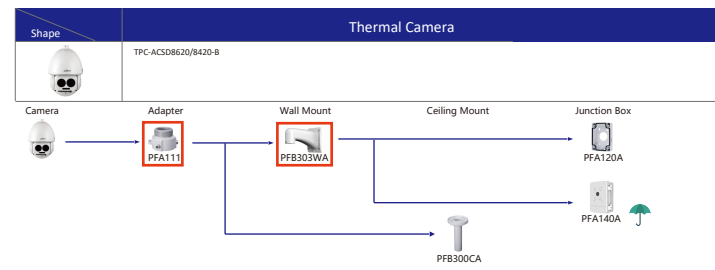 Shape
Thermal Camera
TPC-ACSD8620/8420-B
Camera
Adapter
Wall Mount
Ceiling Mount
Junction Box
PFA111
PFB303WA
PFA120A
PFA140A
PFB300CA